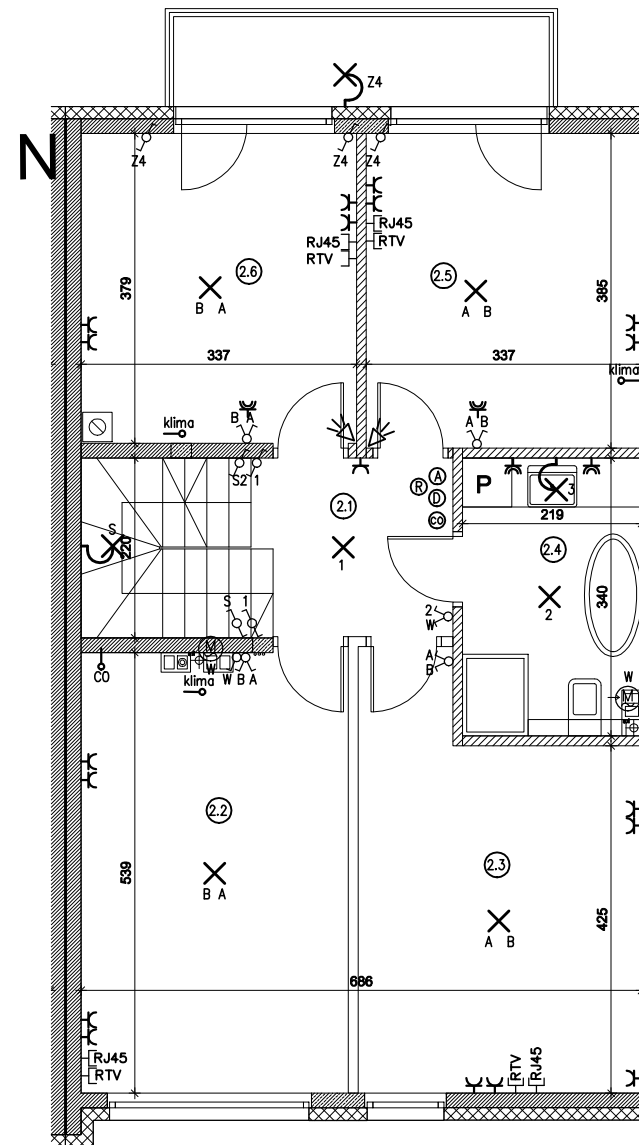 Z4
N
Z4
Z4
Z4
RJ45
RJ45
RTV
RTV
2.6
2.5
379
385
B A
A B
337
337
klima
klima
B A
A B
S2 1
A
R
P
D
3
2.1
CO
219
S
220
2.4
1
340
2
S 1
2
W
M
A
B
W
W B A
CO
klima
W
M
2.2
2.3
539
B A
A B
425
686
RJ45
RTV
RTV
RJ45